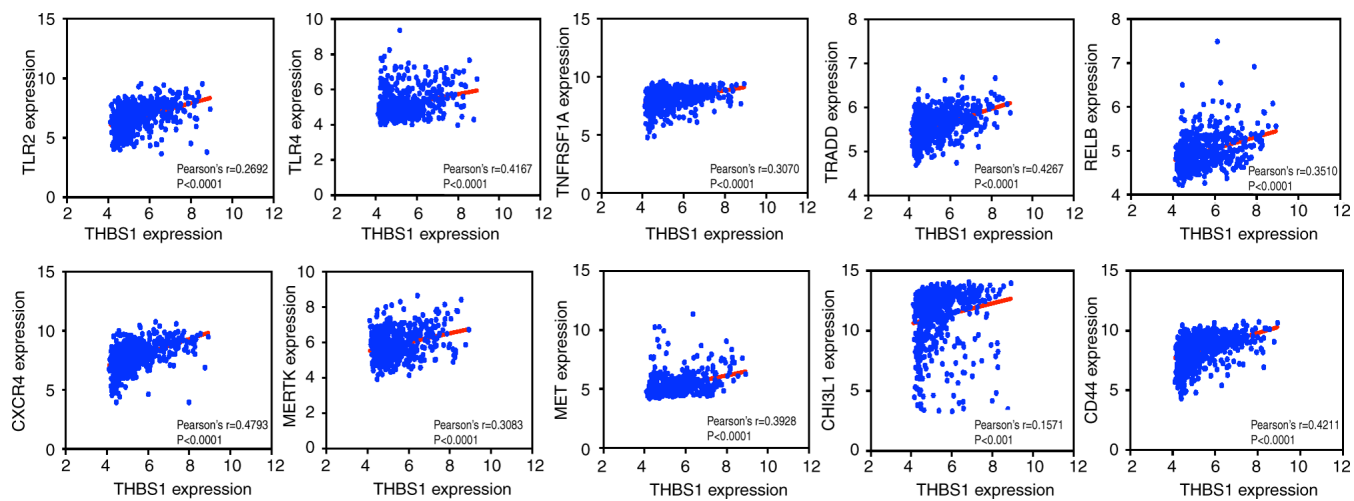 15
10
5
0
TLR2 expression
Pearson's r=0.2692
P<0.0001
2 4 6 8 10 12
THBS1 expression
10
8
6
4
2
0
TLR4 expression
Pearson's r=0.4167
P<0.0001
2 4 6 8 10 12
THBS1 expression
15
10
5
0
TNFRSF1A expression
Pearson's r=0.3070
P<0.0001
2 4 6 8 10 12
THBS1 expression
8
7
6
5
4
TRADD expression
Pearson's r=0.4267
P<0.0001
2 4 6 8 10 12
THBS1 expression
8
7
6
5
4
RELB expression
Pearson's r=0.3510
P<0.0001
2 4 6 8 10 12
THBS1 expression
15
10
5
0
CXCR4 expression
Pearson's r=0.4793
P<0.0001
2 4 6 8 10 12
THBS1 expression
10
8
6
4
2
0
MERTK expression
Pearson's r=0.3083
P<0.0001
2 4 6 8 10 12
THBS1 expression
15
10
5
0
MET expression
Pearson's r=0.3928
P<0.0001
2 4 6 8 10 12
THBS1 expression
15
10
5
0
CHI3L1 expression
Pearson's r=0.1571
P<0.001
2 4 6 8 10 12
THBS1 expression
15
10
5
0
CD44 expression
Pearson's r=0.4211
P<0.0001
2 4 6 8 10 12
THBS1 expression